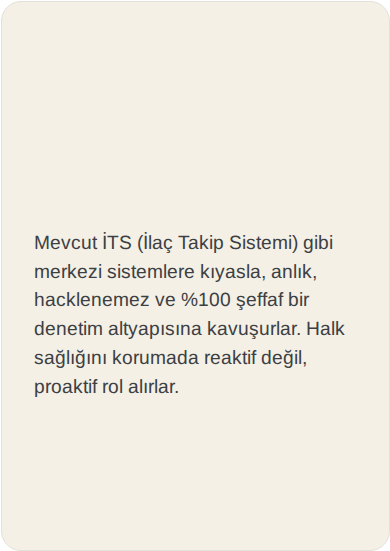 Mevcut İTS (İlaç Takip Sistemi) gibi
merkezi sistemlere kıyasla, anlık,
hacklenemez ve %100 şeffaf bir
denetim altyapısına kavuşurlar. Halk
sağlığını korumada reaktif değil,
proaktif rol alırlar.